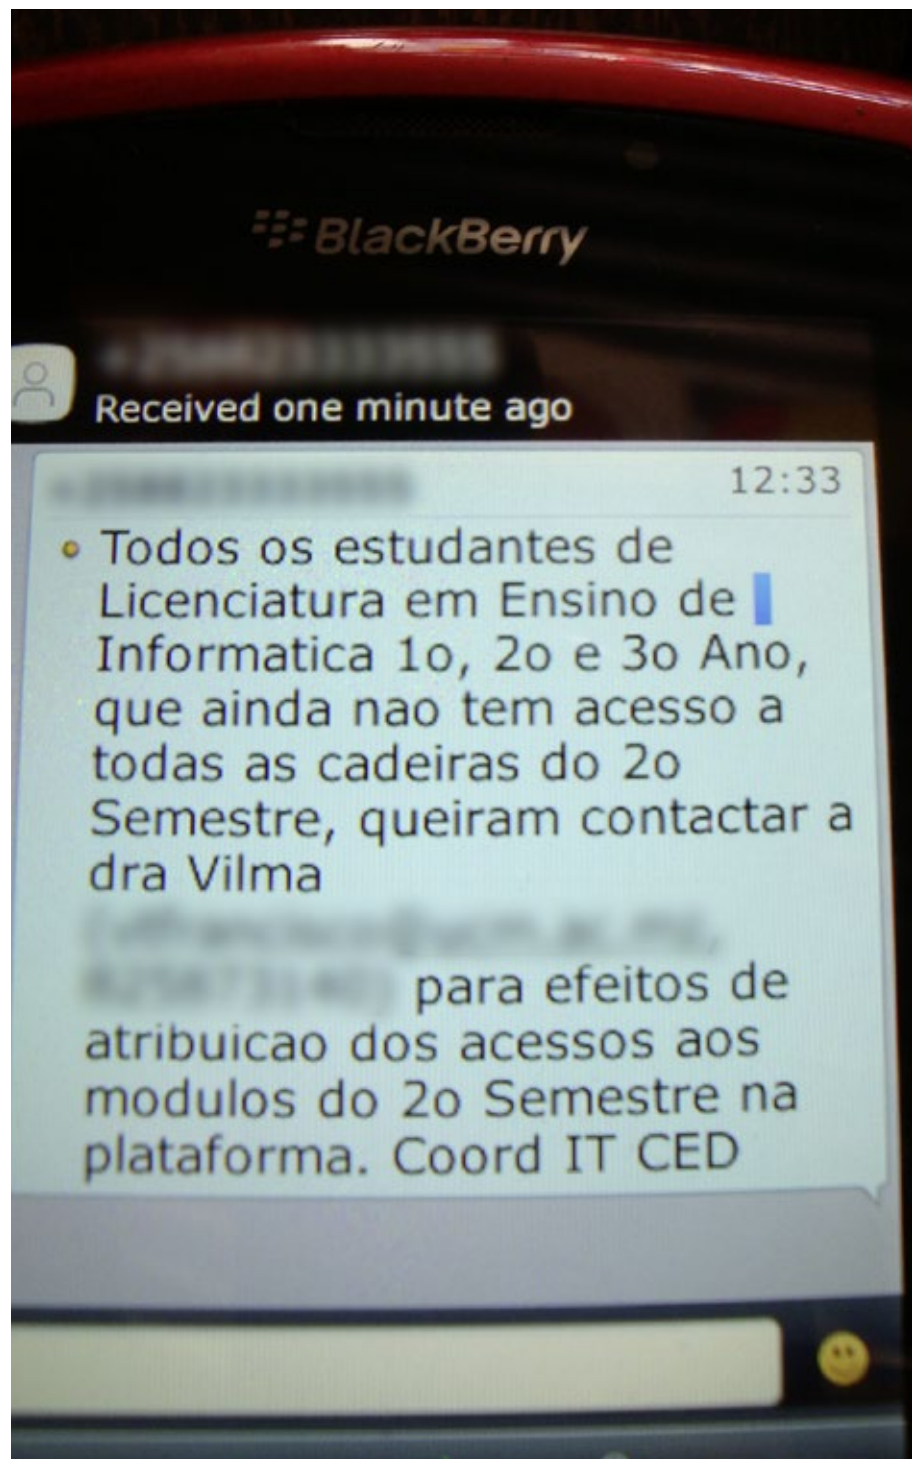 BlackBerry
Received one minute ago
12:33
Todos os estudantes de
Licenciatura em Ensino de
Informatica 1o, 2o e 3o Ano,
que ainda nao tem acesso a
todas as cadeiras do 2o
Semestre, queiram contactar a
dra Vilma
para efeitos de
atribuicao dos acessos aos
modulos do 2o Semestre na
plataforma. Coord IT CED